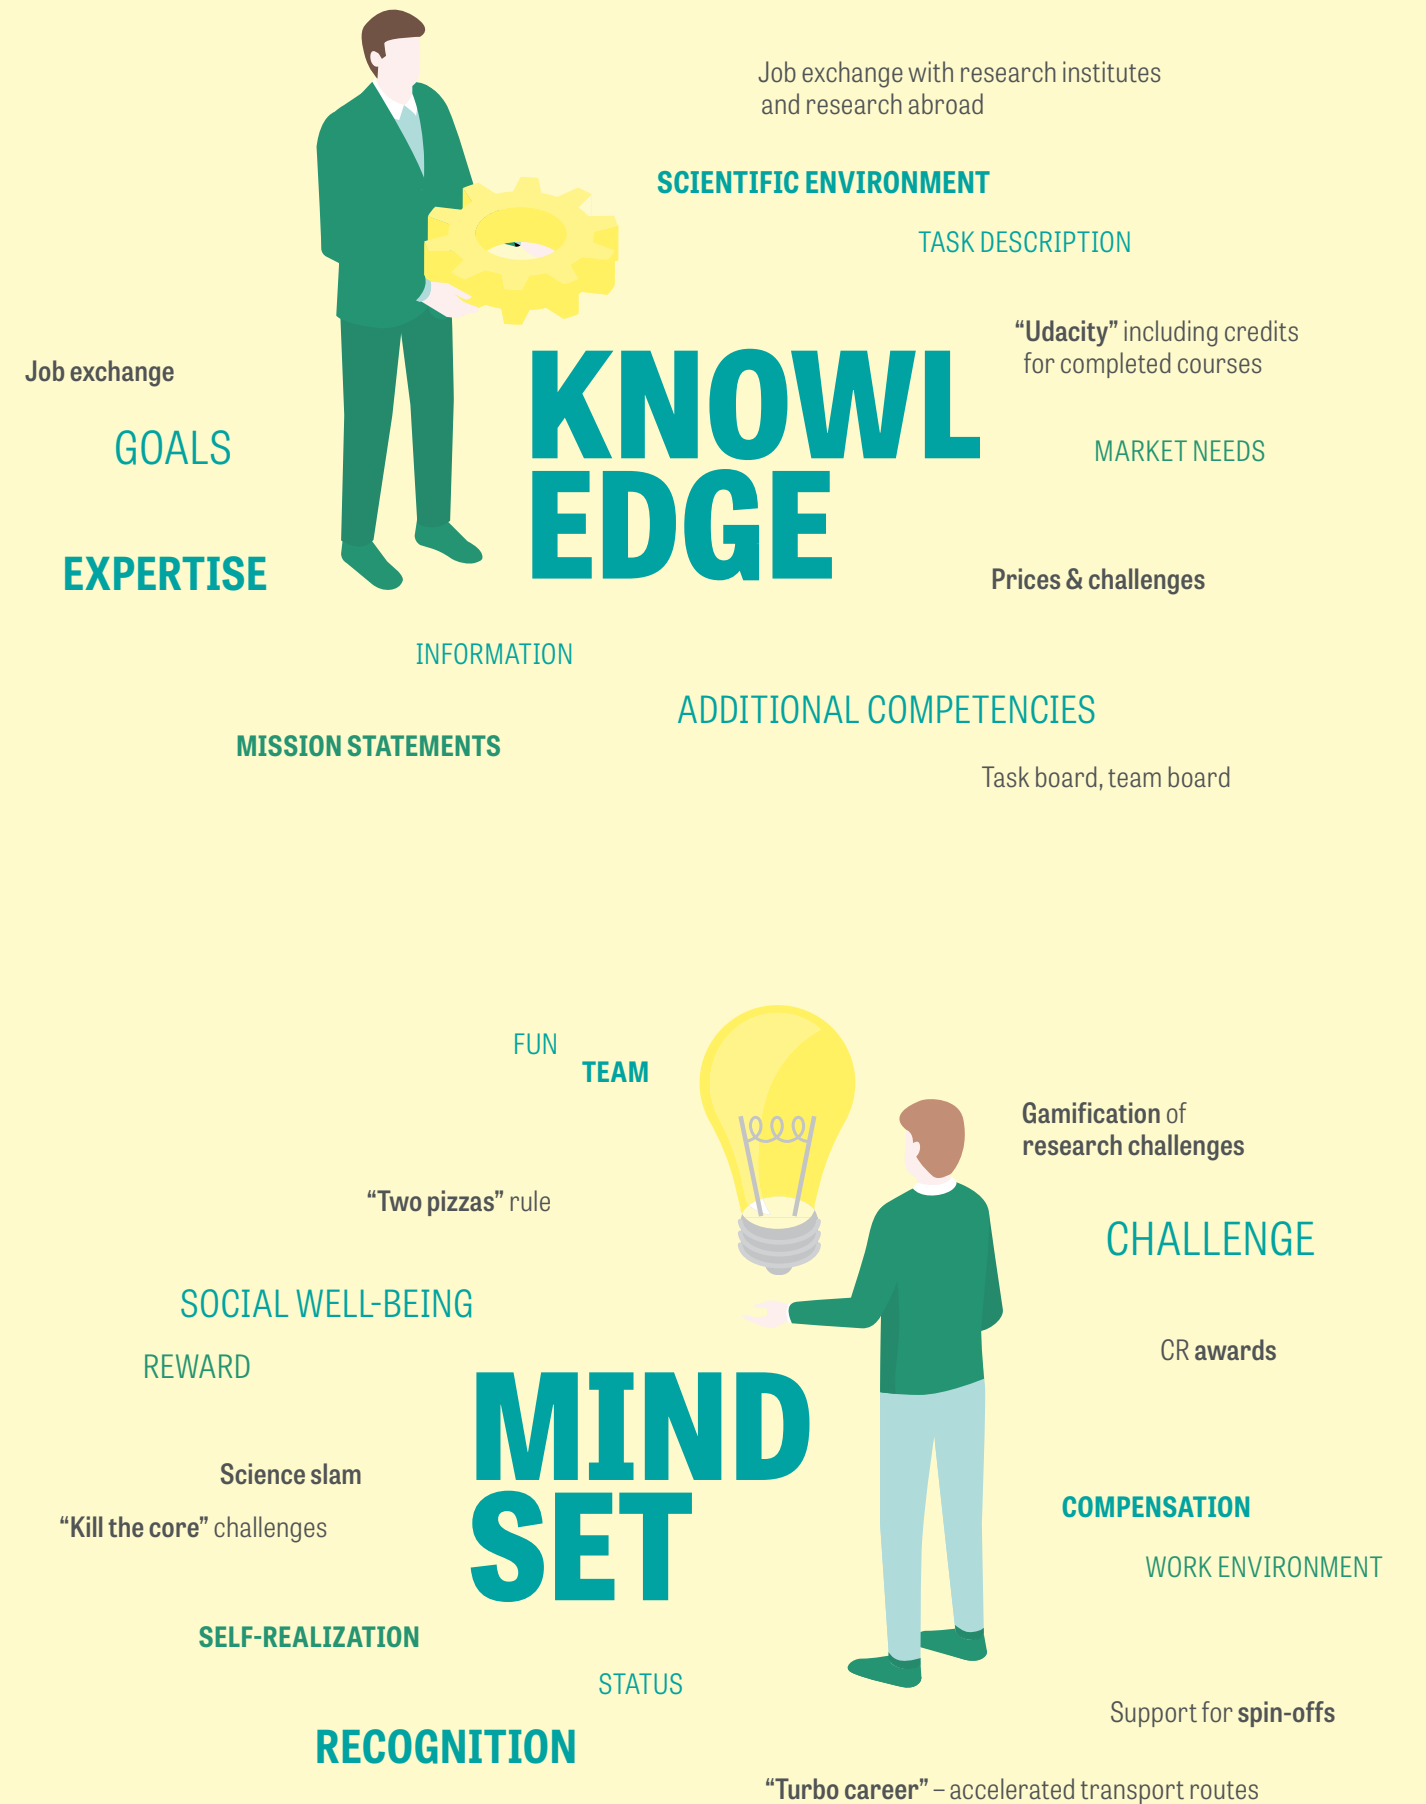 Job exchange with research institutes
and research abroad
SCIENTIFIC ENVIRONMENT
TASK DESCRIPTION
“Udacity” including credits
for completed courses
Job exchange
KNOWL
EDGE
GOALS
MARKET NEEDS
EXPERTISE
Prices & challenges
INFORMATION
ADDITIONAL COMPETENCIES
MISSION STATEMENTS
Task board, team board
FUN
TEAM
Gamification of
research challenges
“Two pizzas” rule
CHALLENGE
SOCIAL WELL-BEING
CR awards
REWARD
MIND
SET
Science slam
“Kill the core” challenges
COMPENSATION
WORK ENVIRONMENT
SELF-REALIZATION
STATUS
Support for spin-offs
RECOGNITION
“Turbo career” – accelerated transport routes